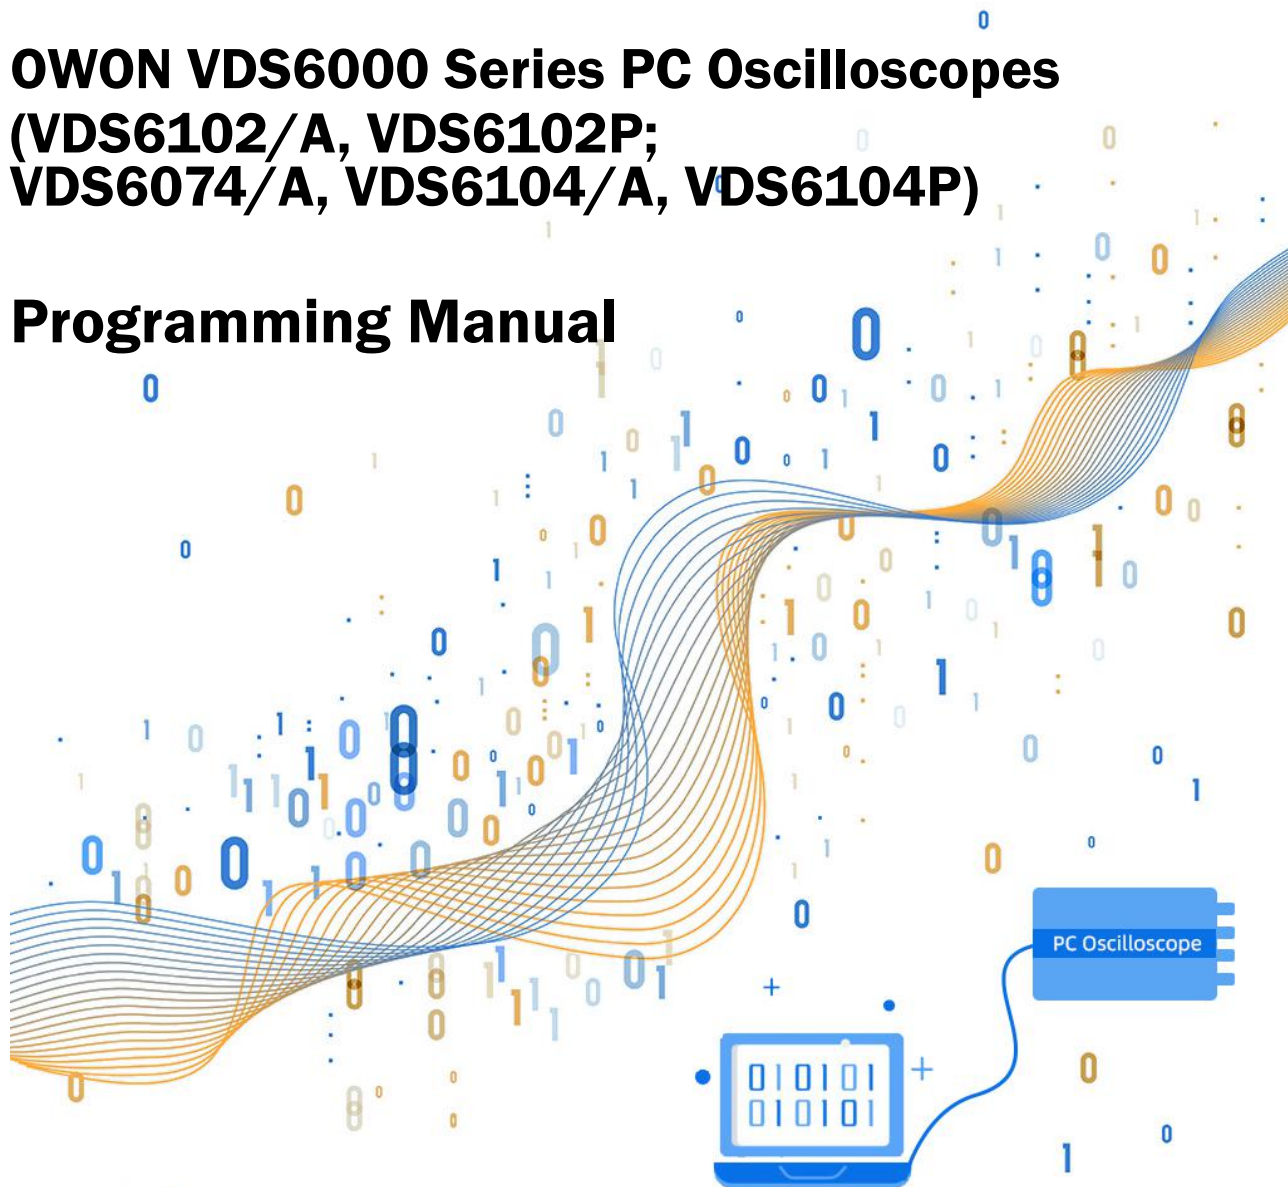 OWON VDS6000 Series PC Oscilloscopes
(VDS6102/A, VDS6102P;
VDS6074/A, VDS6104/A, VDS6104P)
Programming Manual
PC Oscilloscope
010101
010101